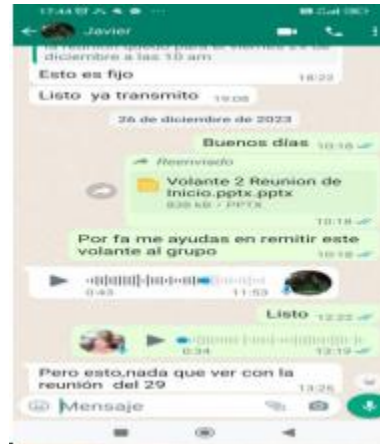 17:44
Javier
la reunion quedo para el viernes 29 de
diciembre a las 10 am
Esto es fijo
18:23
Listo ya transmito 19:08
26 de diciembre de 2023
Buenos días 10:18
Reenviado
Volante 2 Reunion de
Inicio.pptx.pptx
PPTX
10:18
Por fa me ayudas en remitir este
volante al grupo 10:18
0:43 11:53
Listo 12:22
0:34 13:19
Pero esto,nada que ver con la
reunión del 29 13:25
Mensaje